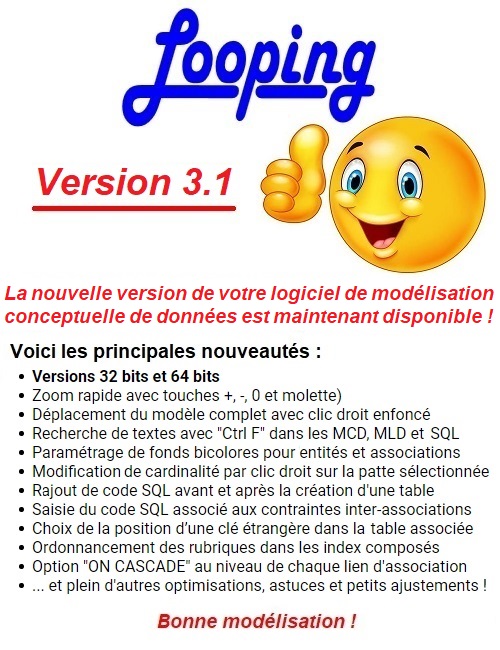 Looping
Version 3.1
La nouvelle version de votre logiciel de modélisation
conceptuelle de données est maintenant disponible !
Voici les principales nouveautés :
• Versions 32 bits et 64 bits
• Zoom rapide avec touches +, -, 0 et molette)
• Déplacement du modèle complet avec clic droit enfoncé
• Recherche de textes avec "Ctrl F" dans les MCD, MLD et SQL
• Paramétrage de fonds bicolores pour entités et associations
• Modification de cardinalité par clic droit sur la patte sélectionnée
• Rajout de code SQL avant et après la création d'une table
• Saisie du code SQL associé aux contraintes inter-associations
• Choix de la position d’une clé étrangère dans la table associée
• Ordonnancement des rubriques dans les index composés
• Option "ON CASCADE" au niveau de chaque lien d'association
• ... et plein d'autres optimisations, astuces et petits ajustements !
Bonne modélisation !